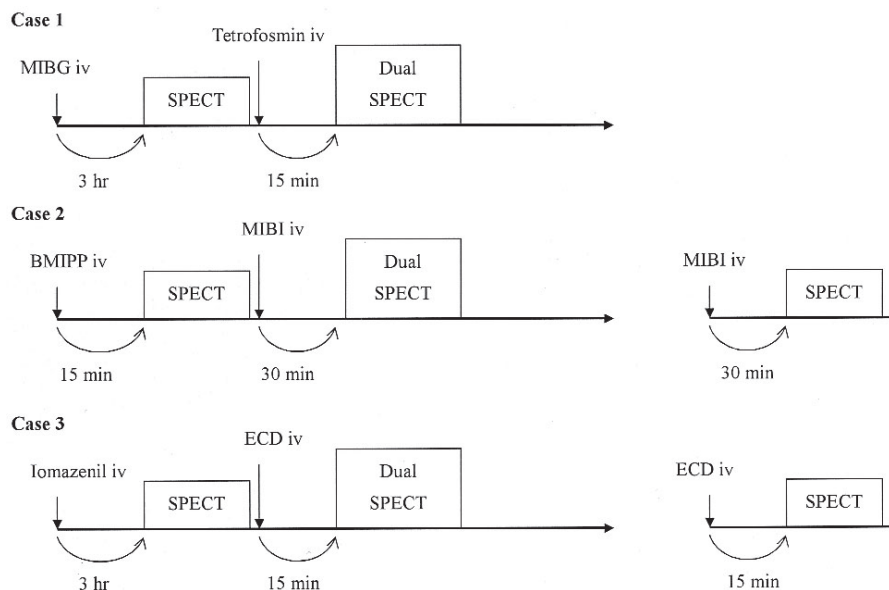 Case 1
Tetrofosmin iv
MIBG iv
SPECT
Dual
SPECT
3 hr
15 min
Case 2
MIBI iv
BMIPP iv
SPECT
Dual
SPECT
MIBI iv
SPECT
15 min
30 min
30 min
Case 3
ECD iv
Iomazenil iv
SPECT
Dual
SPECT
ECD iv
SPECT
3 hr
15 min
15 min